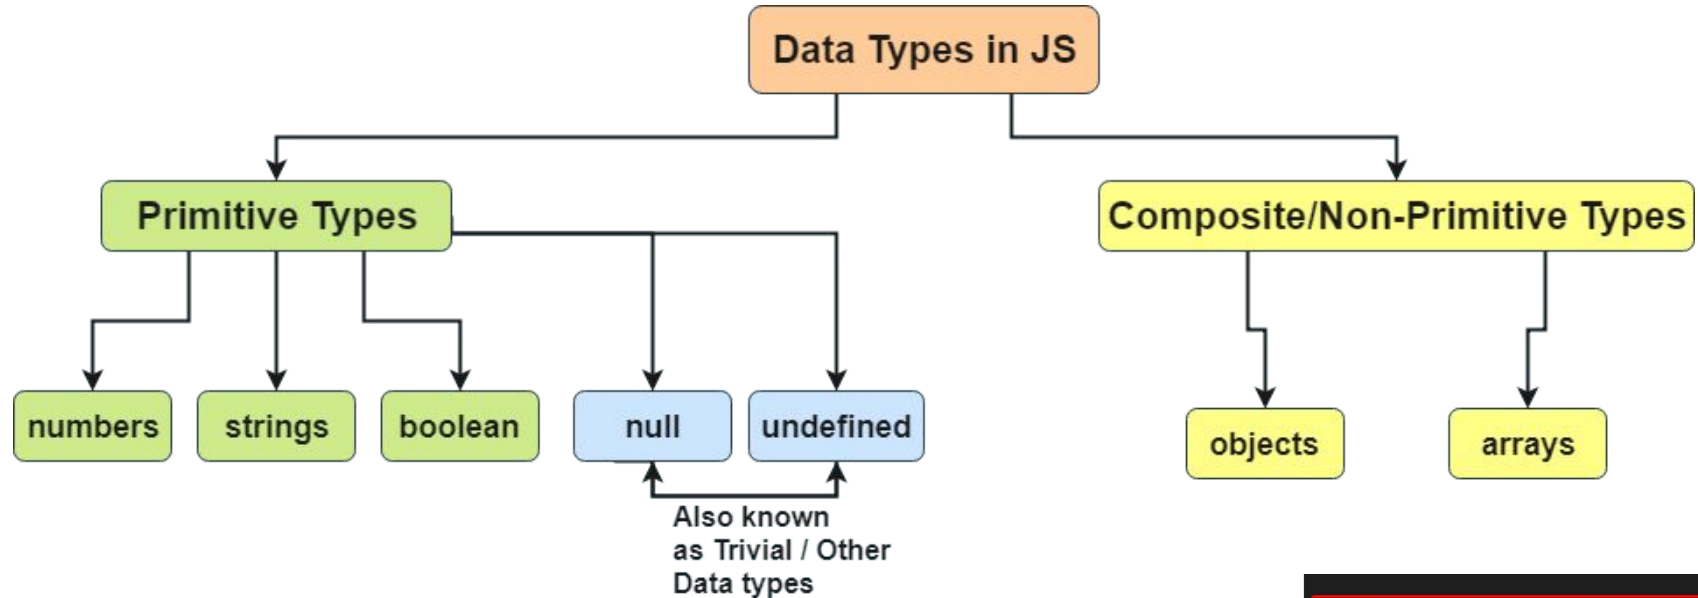 Data Types in JS
Primitive Types
Composite/Non-Primitive Types
numbers
strings
boolean
null
undefined
objects
arrays
Also known
as Trivial / Other
Data types